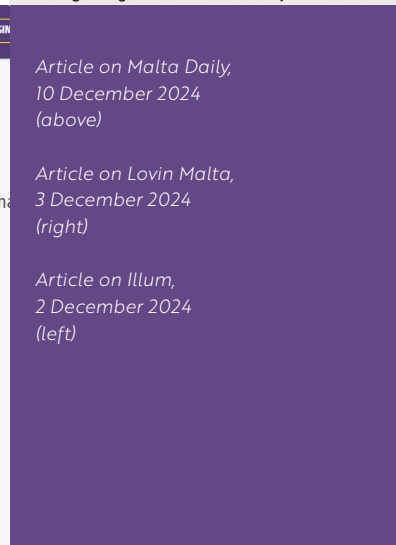 Article on Malta Daily,
10 December 2024
(above)
Article on Lovin Malta,
3 December 2024
(right)
Article on Illum,
2 December 2024
(left)